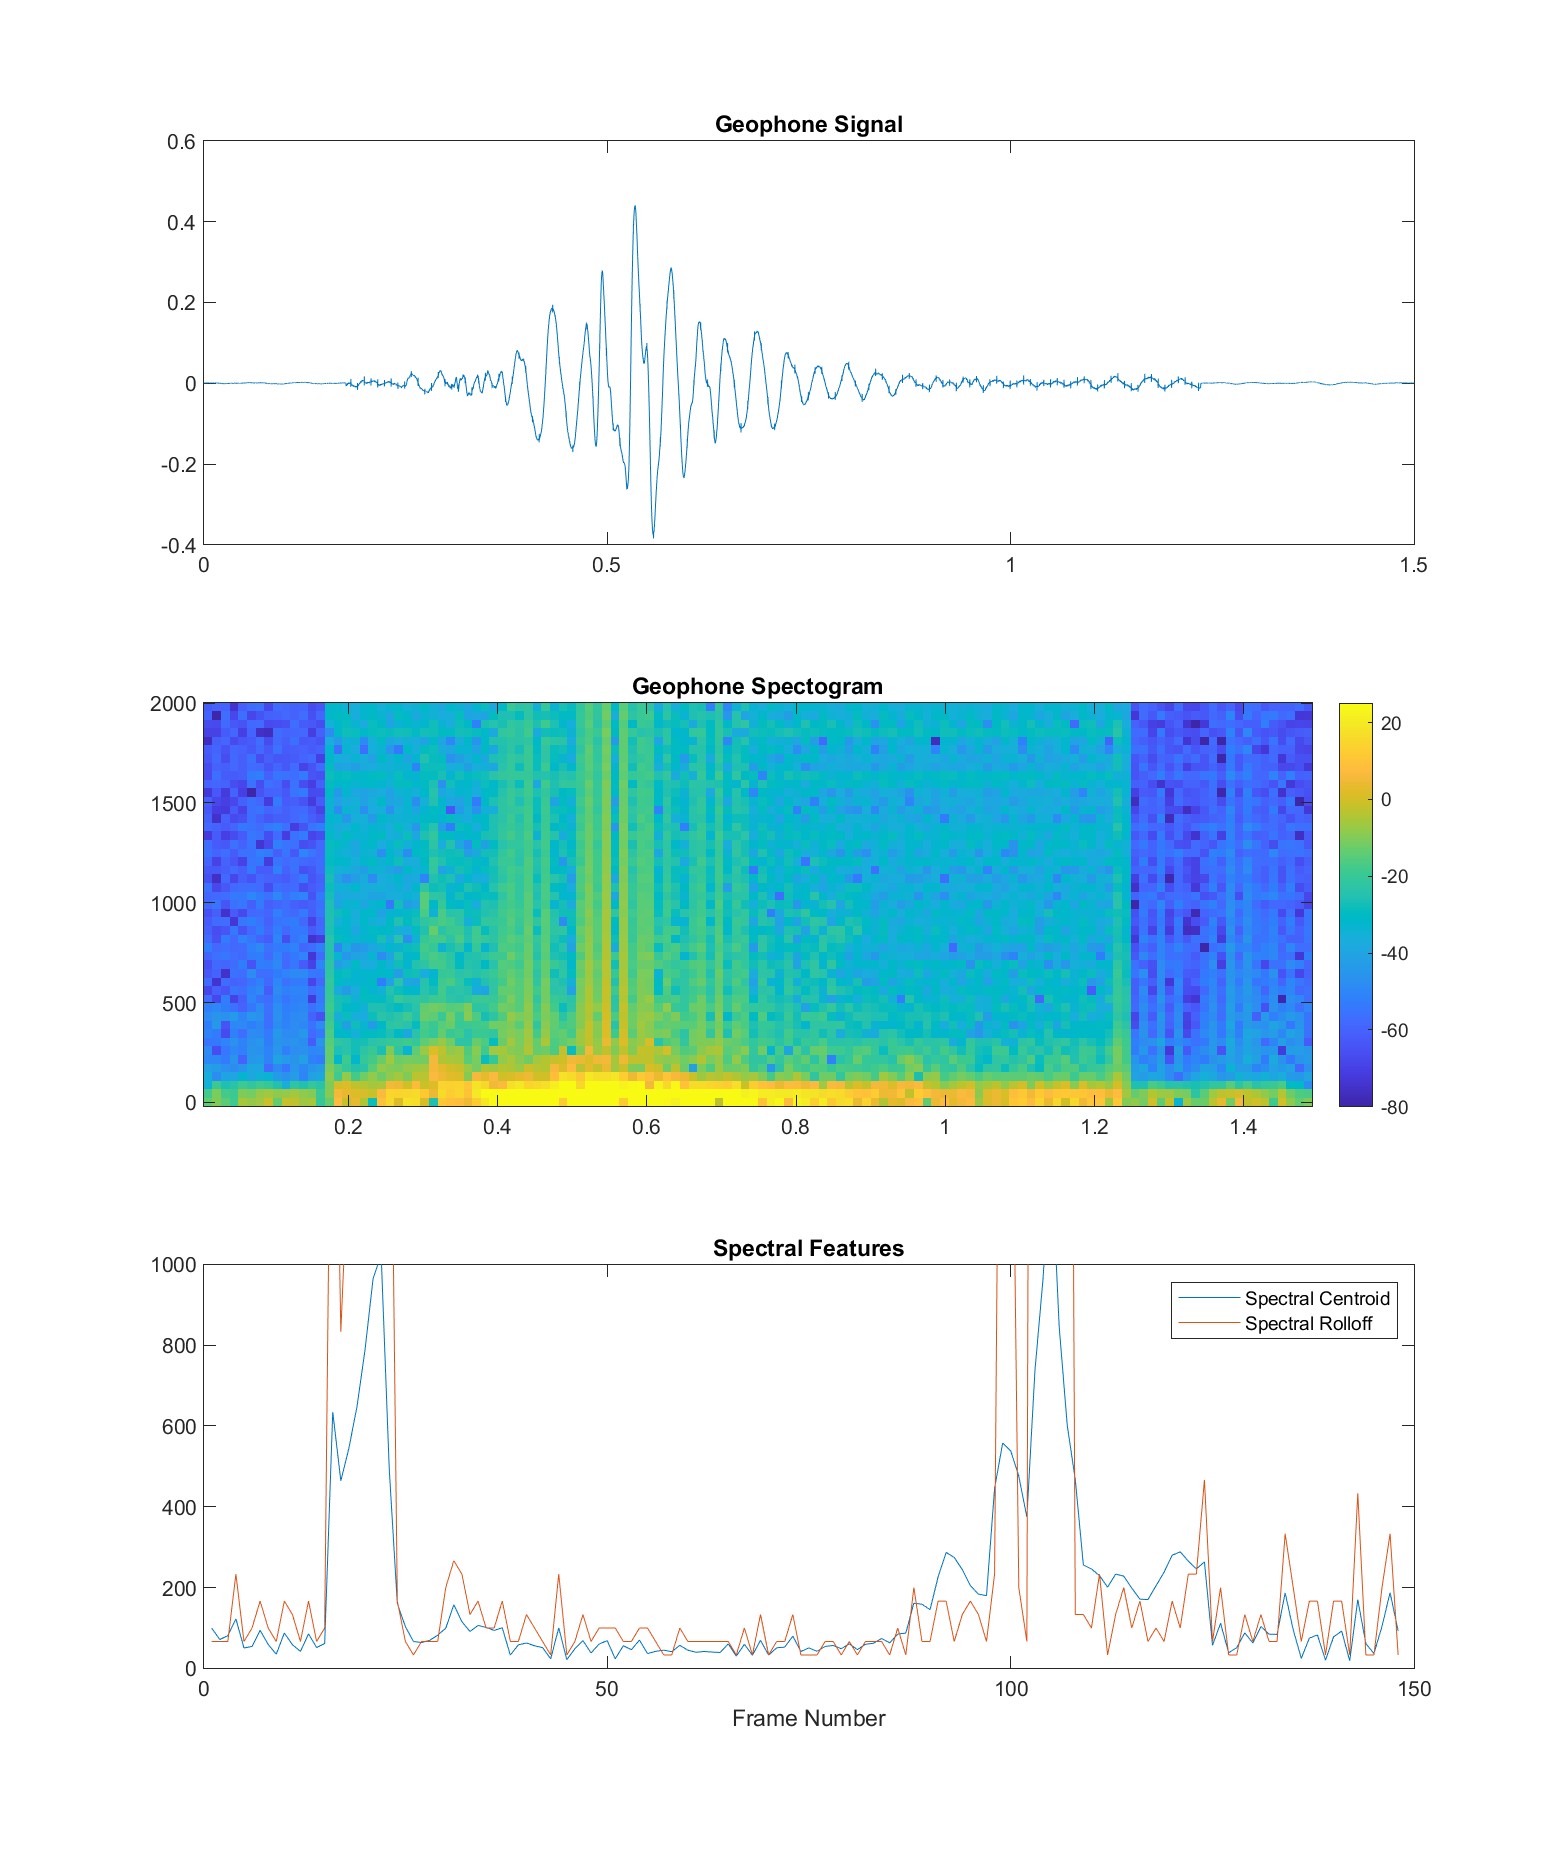 Geophone Signal
0.6
0.4
0.2
0
-0.2
-0.4
0 0.5 1 1.5
Geophone Spectogram
2000
1500
1000
500
0
0.2 0.4 0.6 0.8 1 1.2 1.4
20
0
-20
-40
-60
-80
Spectral Features
1000
800
600
400
200
0
0 50 100 150
Spectral Centroid
Spectral Rolloff
Frame Number